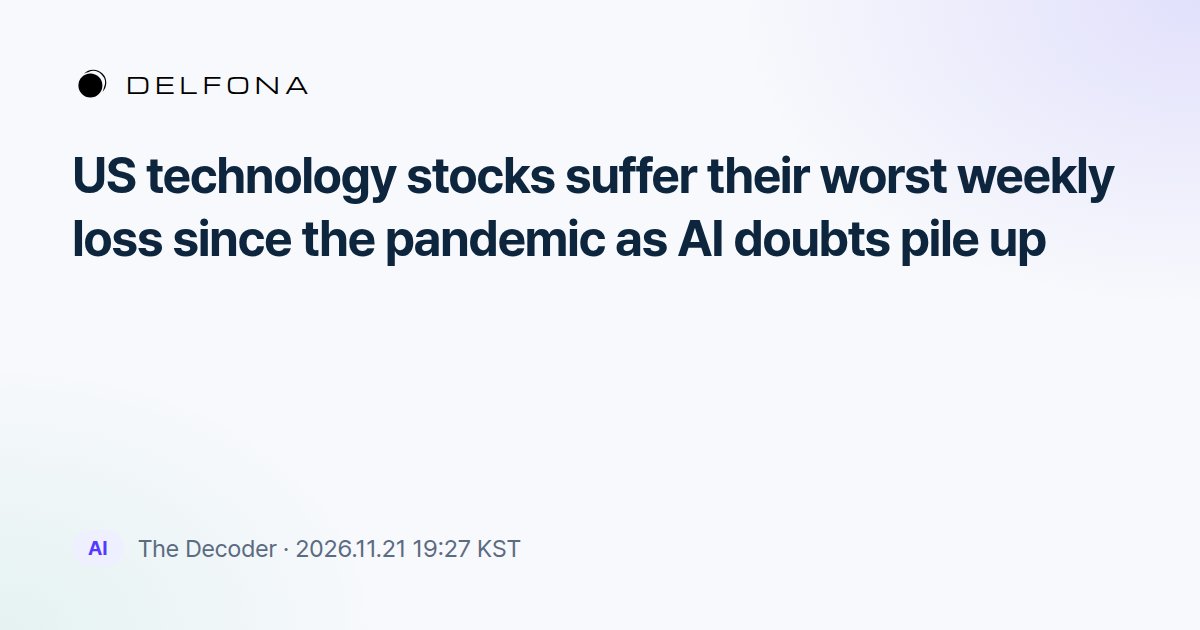 DELFONA
US technology stocks suffer their worst weekly
loss since the pandemic as AI doubts pile up
AI The Decoder · 2026.11.21 19:27 KST